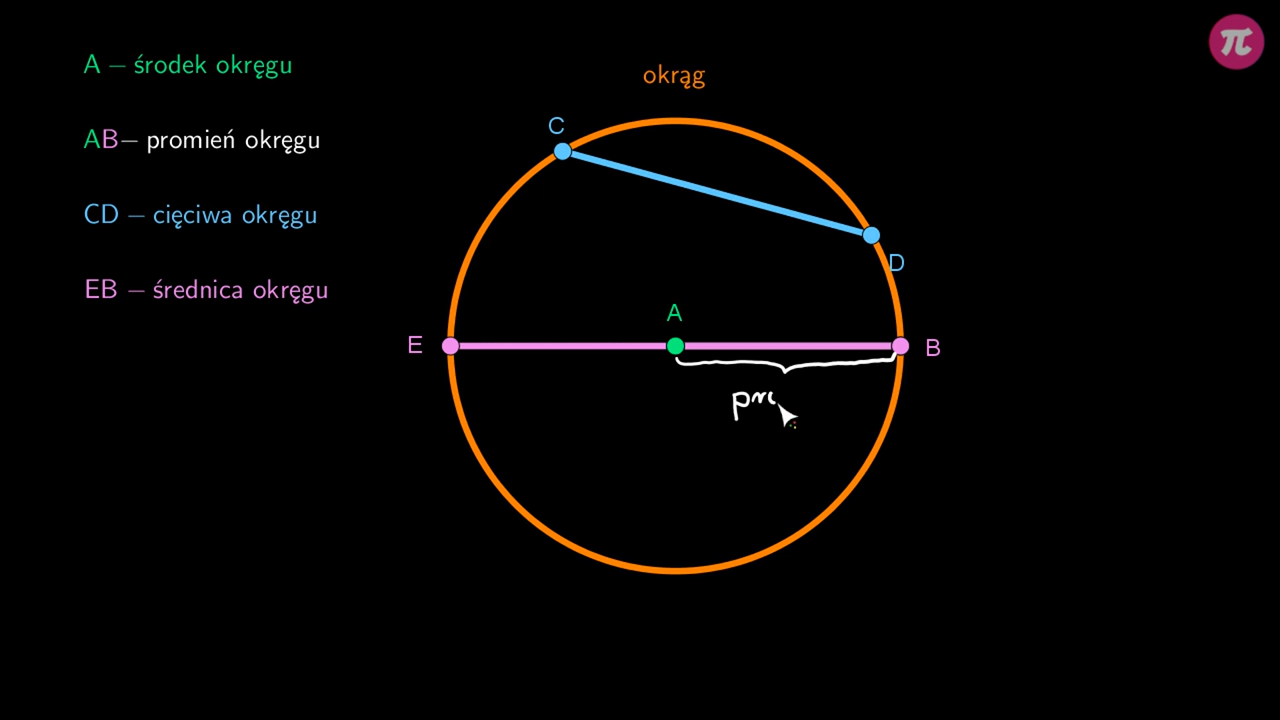 A – środek okręgu
okrąg
AB– promień okręgu
CD – cięciwa okręgu
EB – średnica okręgu
C
D
A
E
B
π